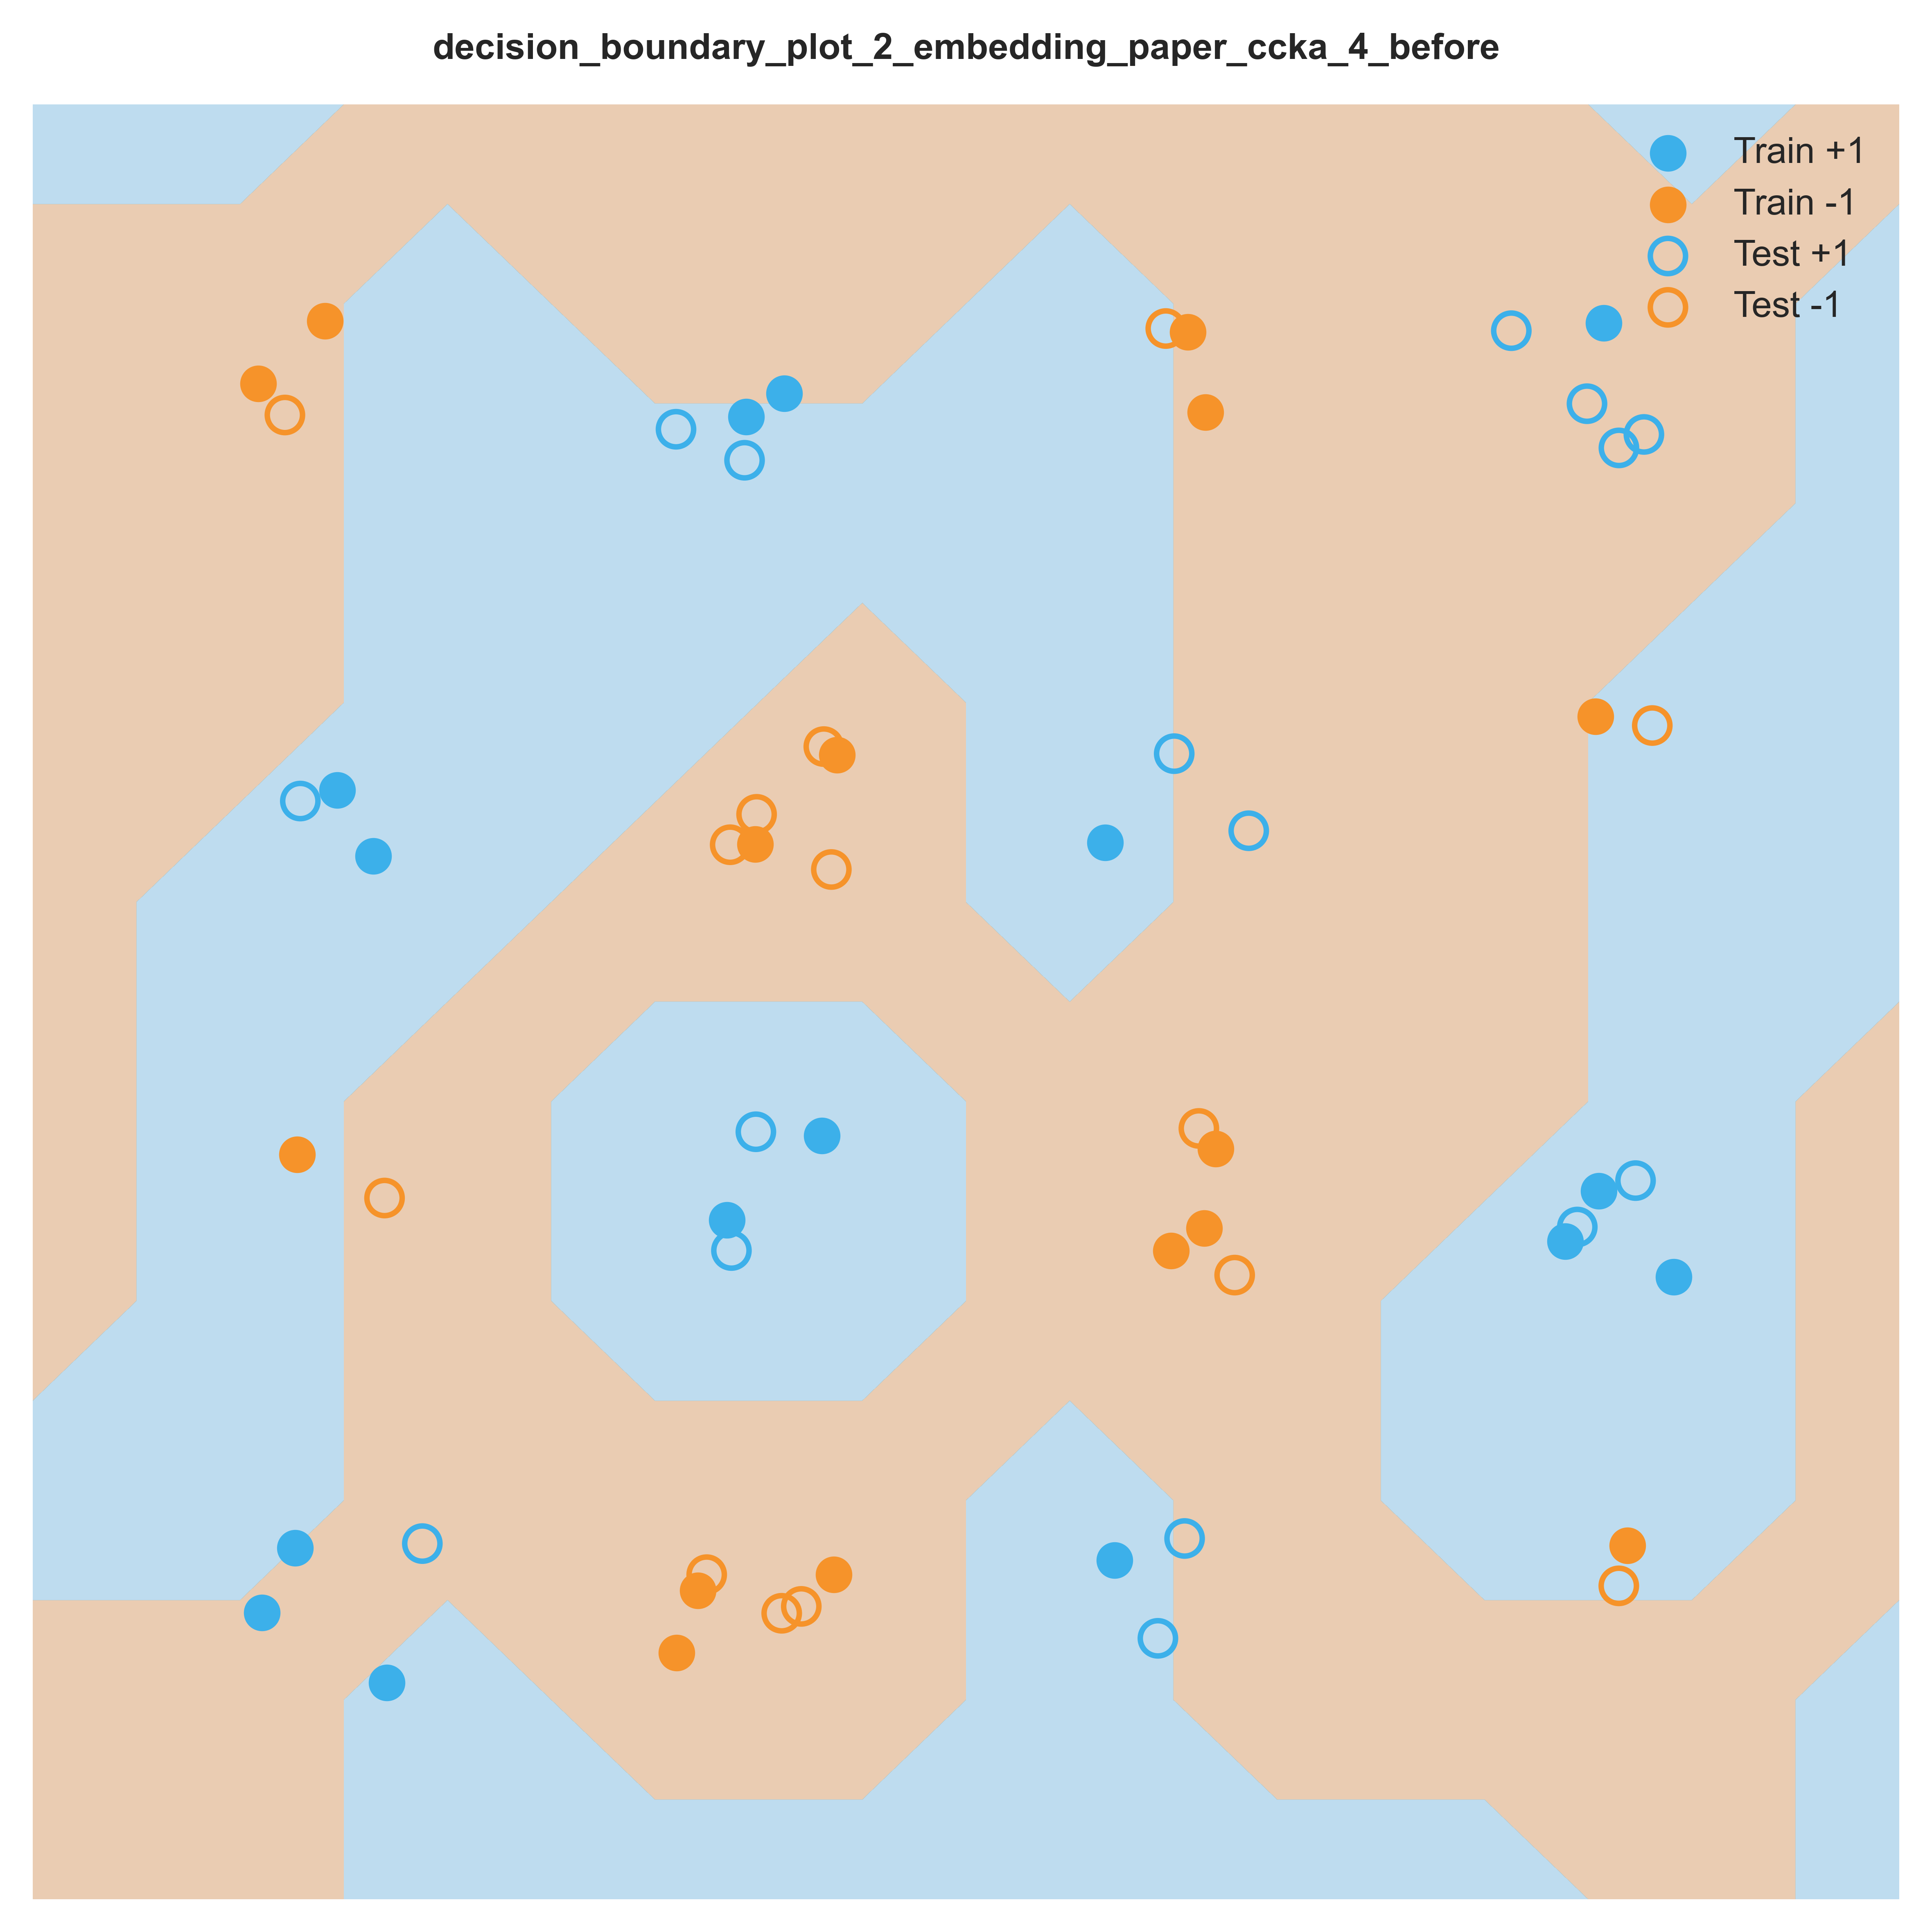 decision_boundary_plot_2_embedding_paper_ccka_4_before
Train +1
Train -1
Test +1
Test -1